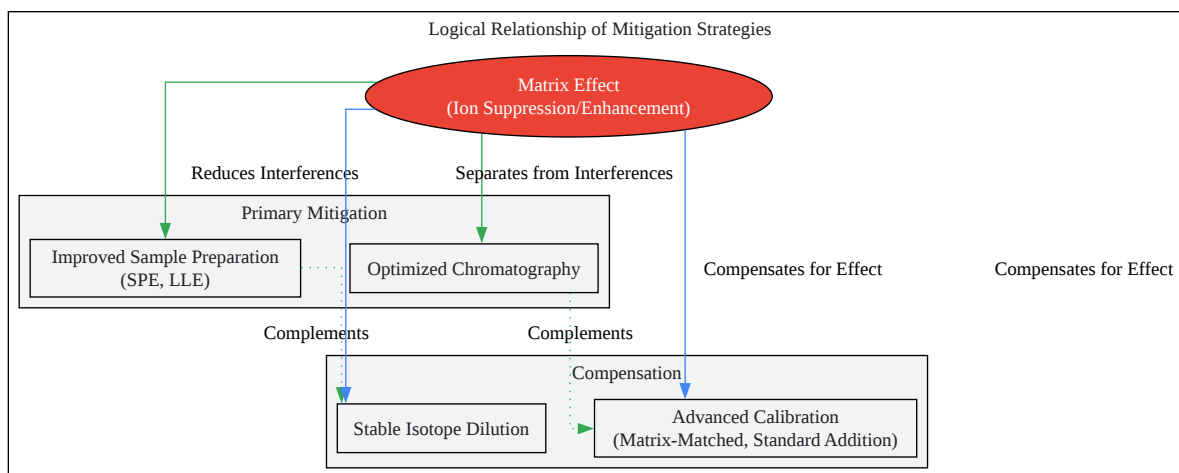 Logical Relationship of Mitigation Strategies
Matrix Effect
(Ion Suppression/Enhancement)
Reduces Interferences
Separates from Interferences
Primary Mitigation
Improved Sample Preparation
(SPE, LLE)
Optimized Chromatography
Compensates for Effect
Compensates for Effect
Complements
Complements
Compensation
Stable Isotope Dilution
Advanced Calibration
(Matrix-Matched, Standard Addition)